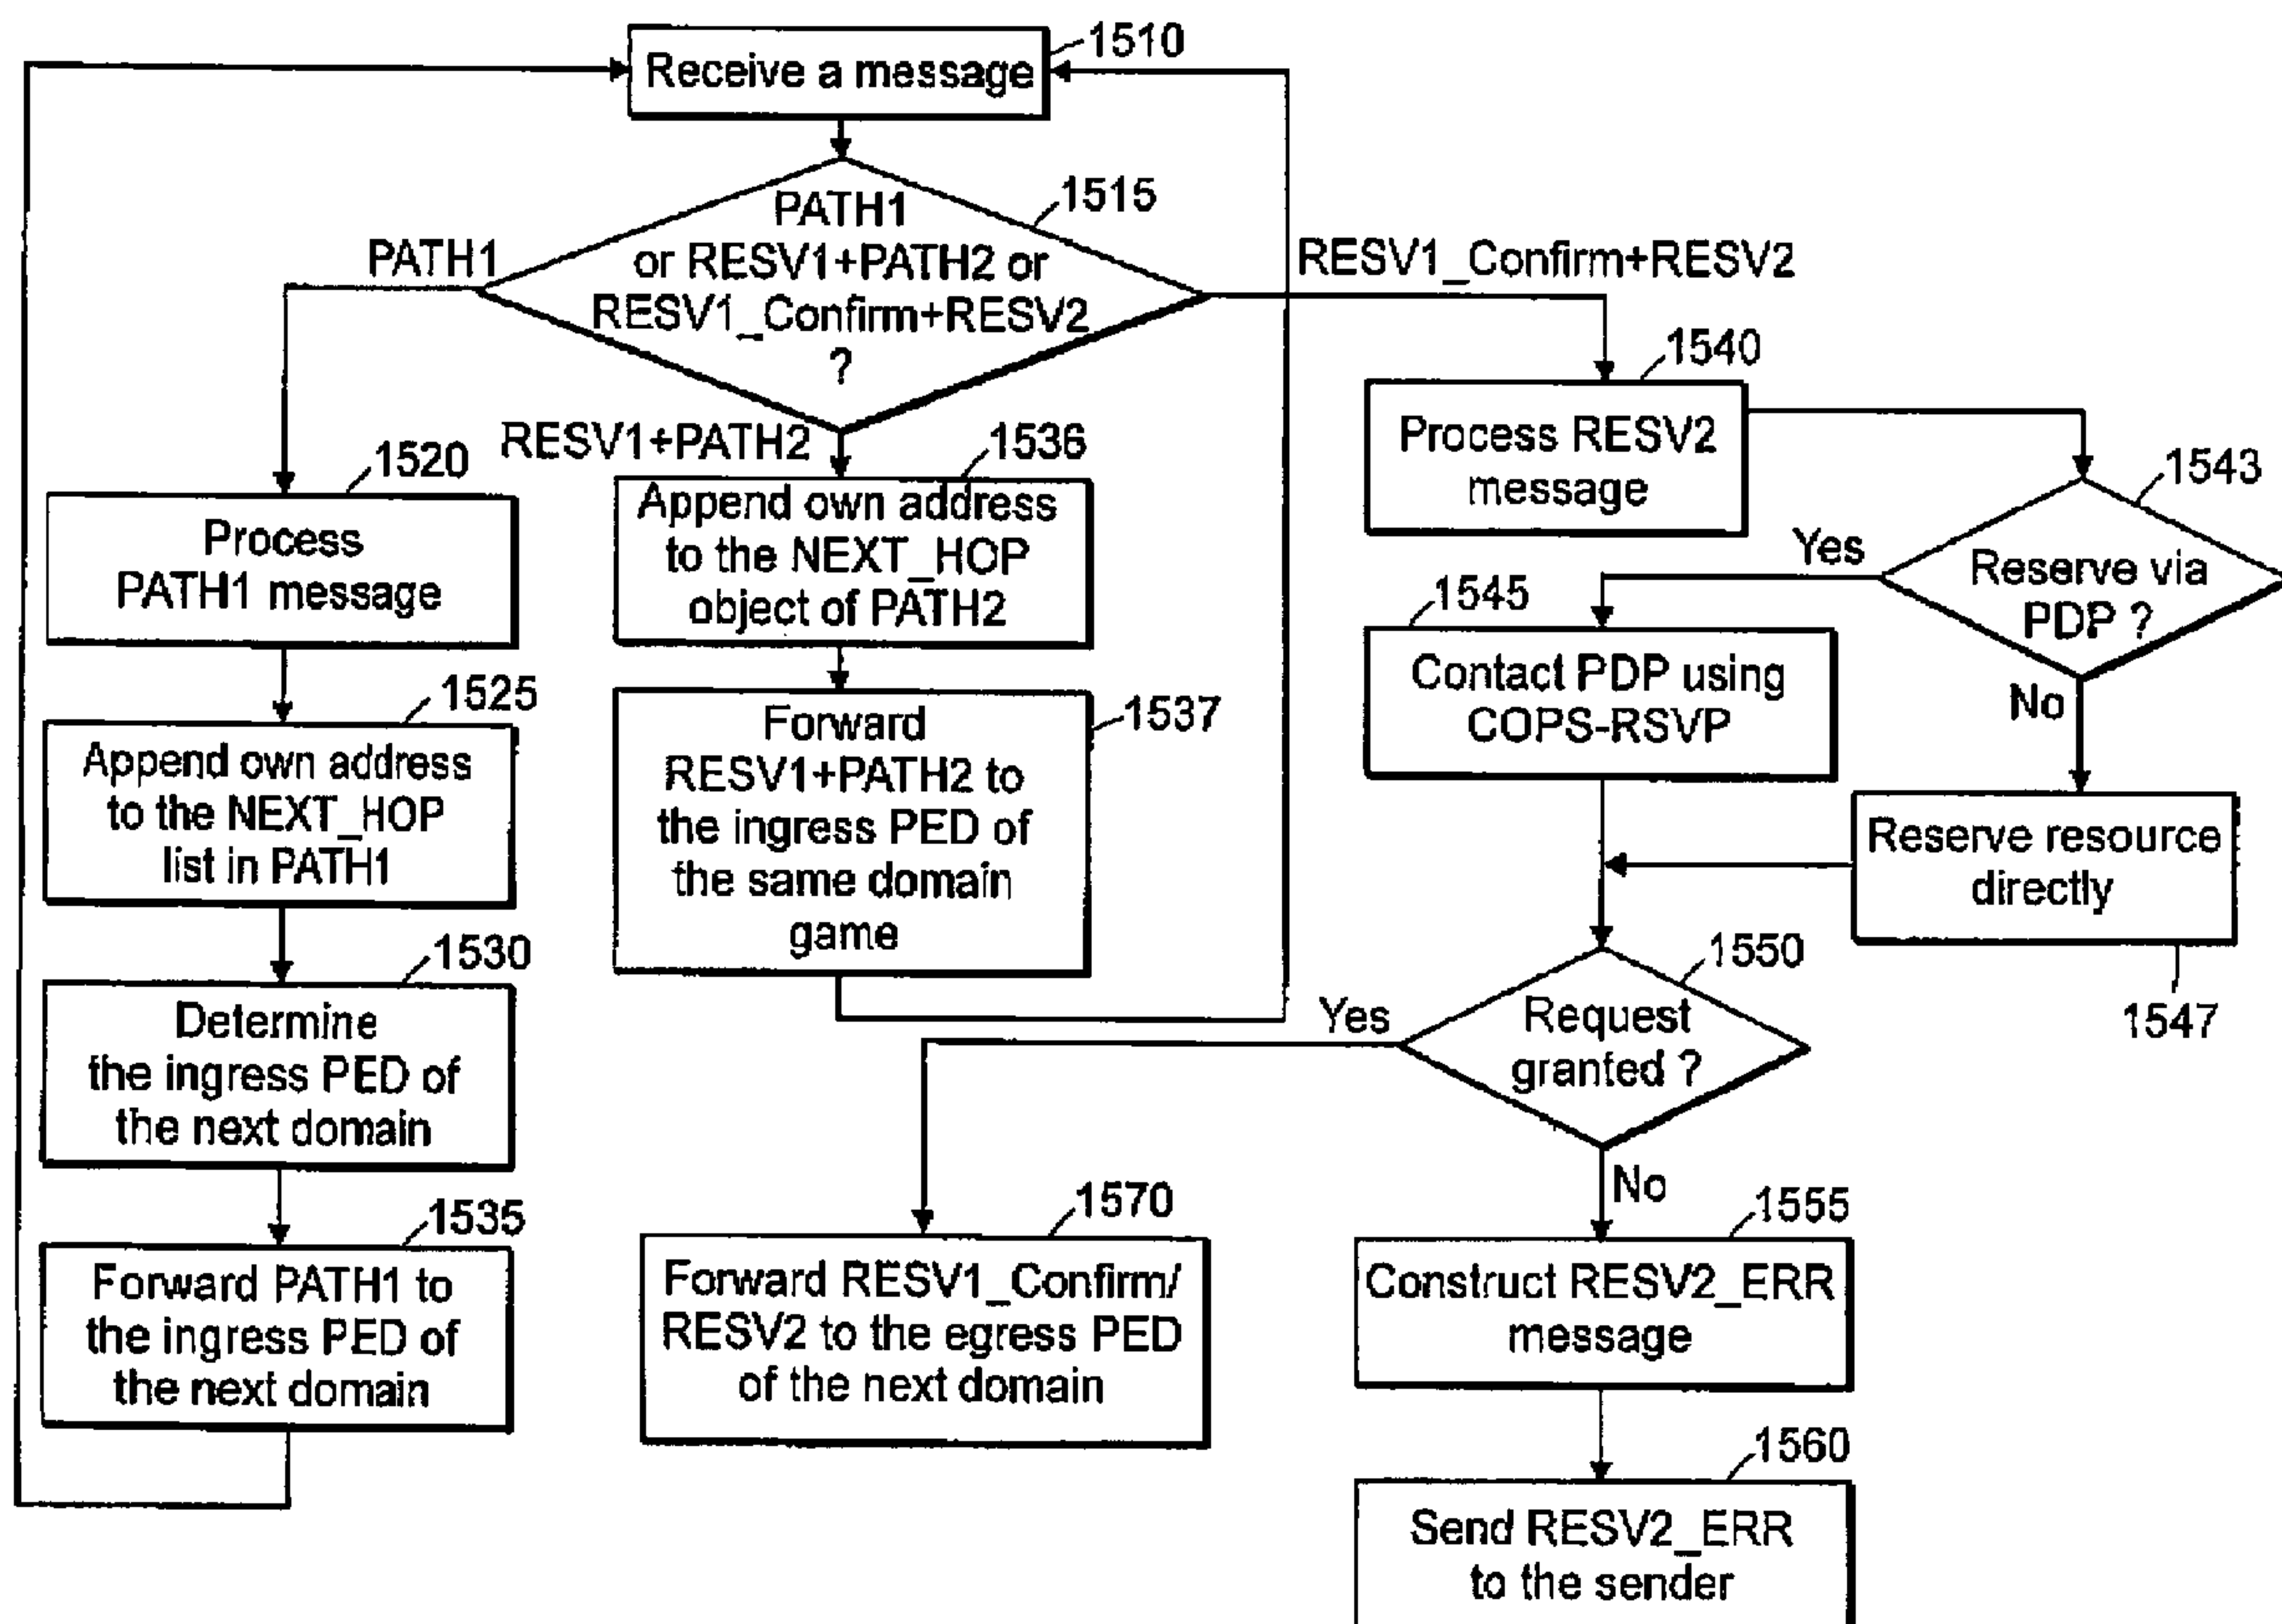 Receive a message
1510
PATH1
or RESV1+PATH2 or
RESV1_Confirm+RESV2
?
1515
PATH1
RESV1+PATH2
RESV1_Confirm+RESV2
1520
Process
PATH1 message
1525
Append own address
to the NEXT_HOP
list in PATH1
1530
Determine
the ingress PED of
the next domain
1535
Forward PATH1 to
the ingress PED of
the next domain
1536
Append own address
to the NEXT_HOP
object of PATH2
1537
Forward
RESV1+PATH2 to
the ingress PED of
the same domain
game
1540
Process RESV2
message
1543
Reserve via
PDP ?
Yes
No
1545
Contact PDP using
COPS-RSVP
Reserve resource
directly
1547
1550
Request
granted ?
Yes
No
1570
Forward RESV1_Confirm/
RESV2 to the egress PED
of the next domain
1555
Construct RESV2_ERR
message
1560
Send RESV2_ERR
to the sender